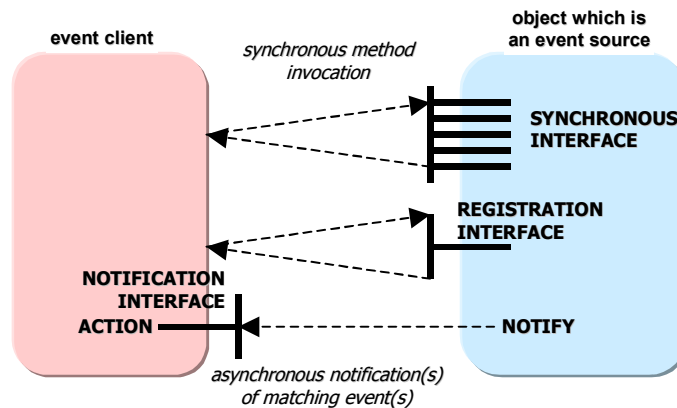 event client
object which is
an event source
synchronous method
invocation
SYNCHRONOUS
INTERFACE
REGISTRATION
INTERFACE
NOTIFICATION
INTERFACE
ACTION
NOTIFY
asynchronous notification(s)
of matching event(s)